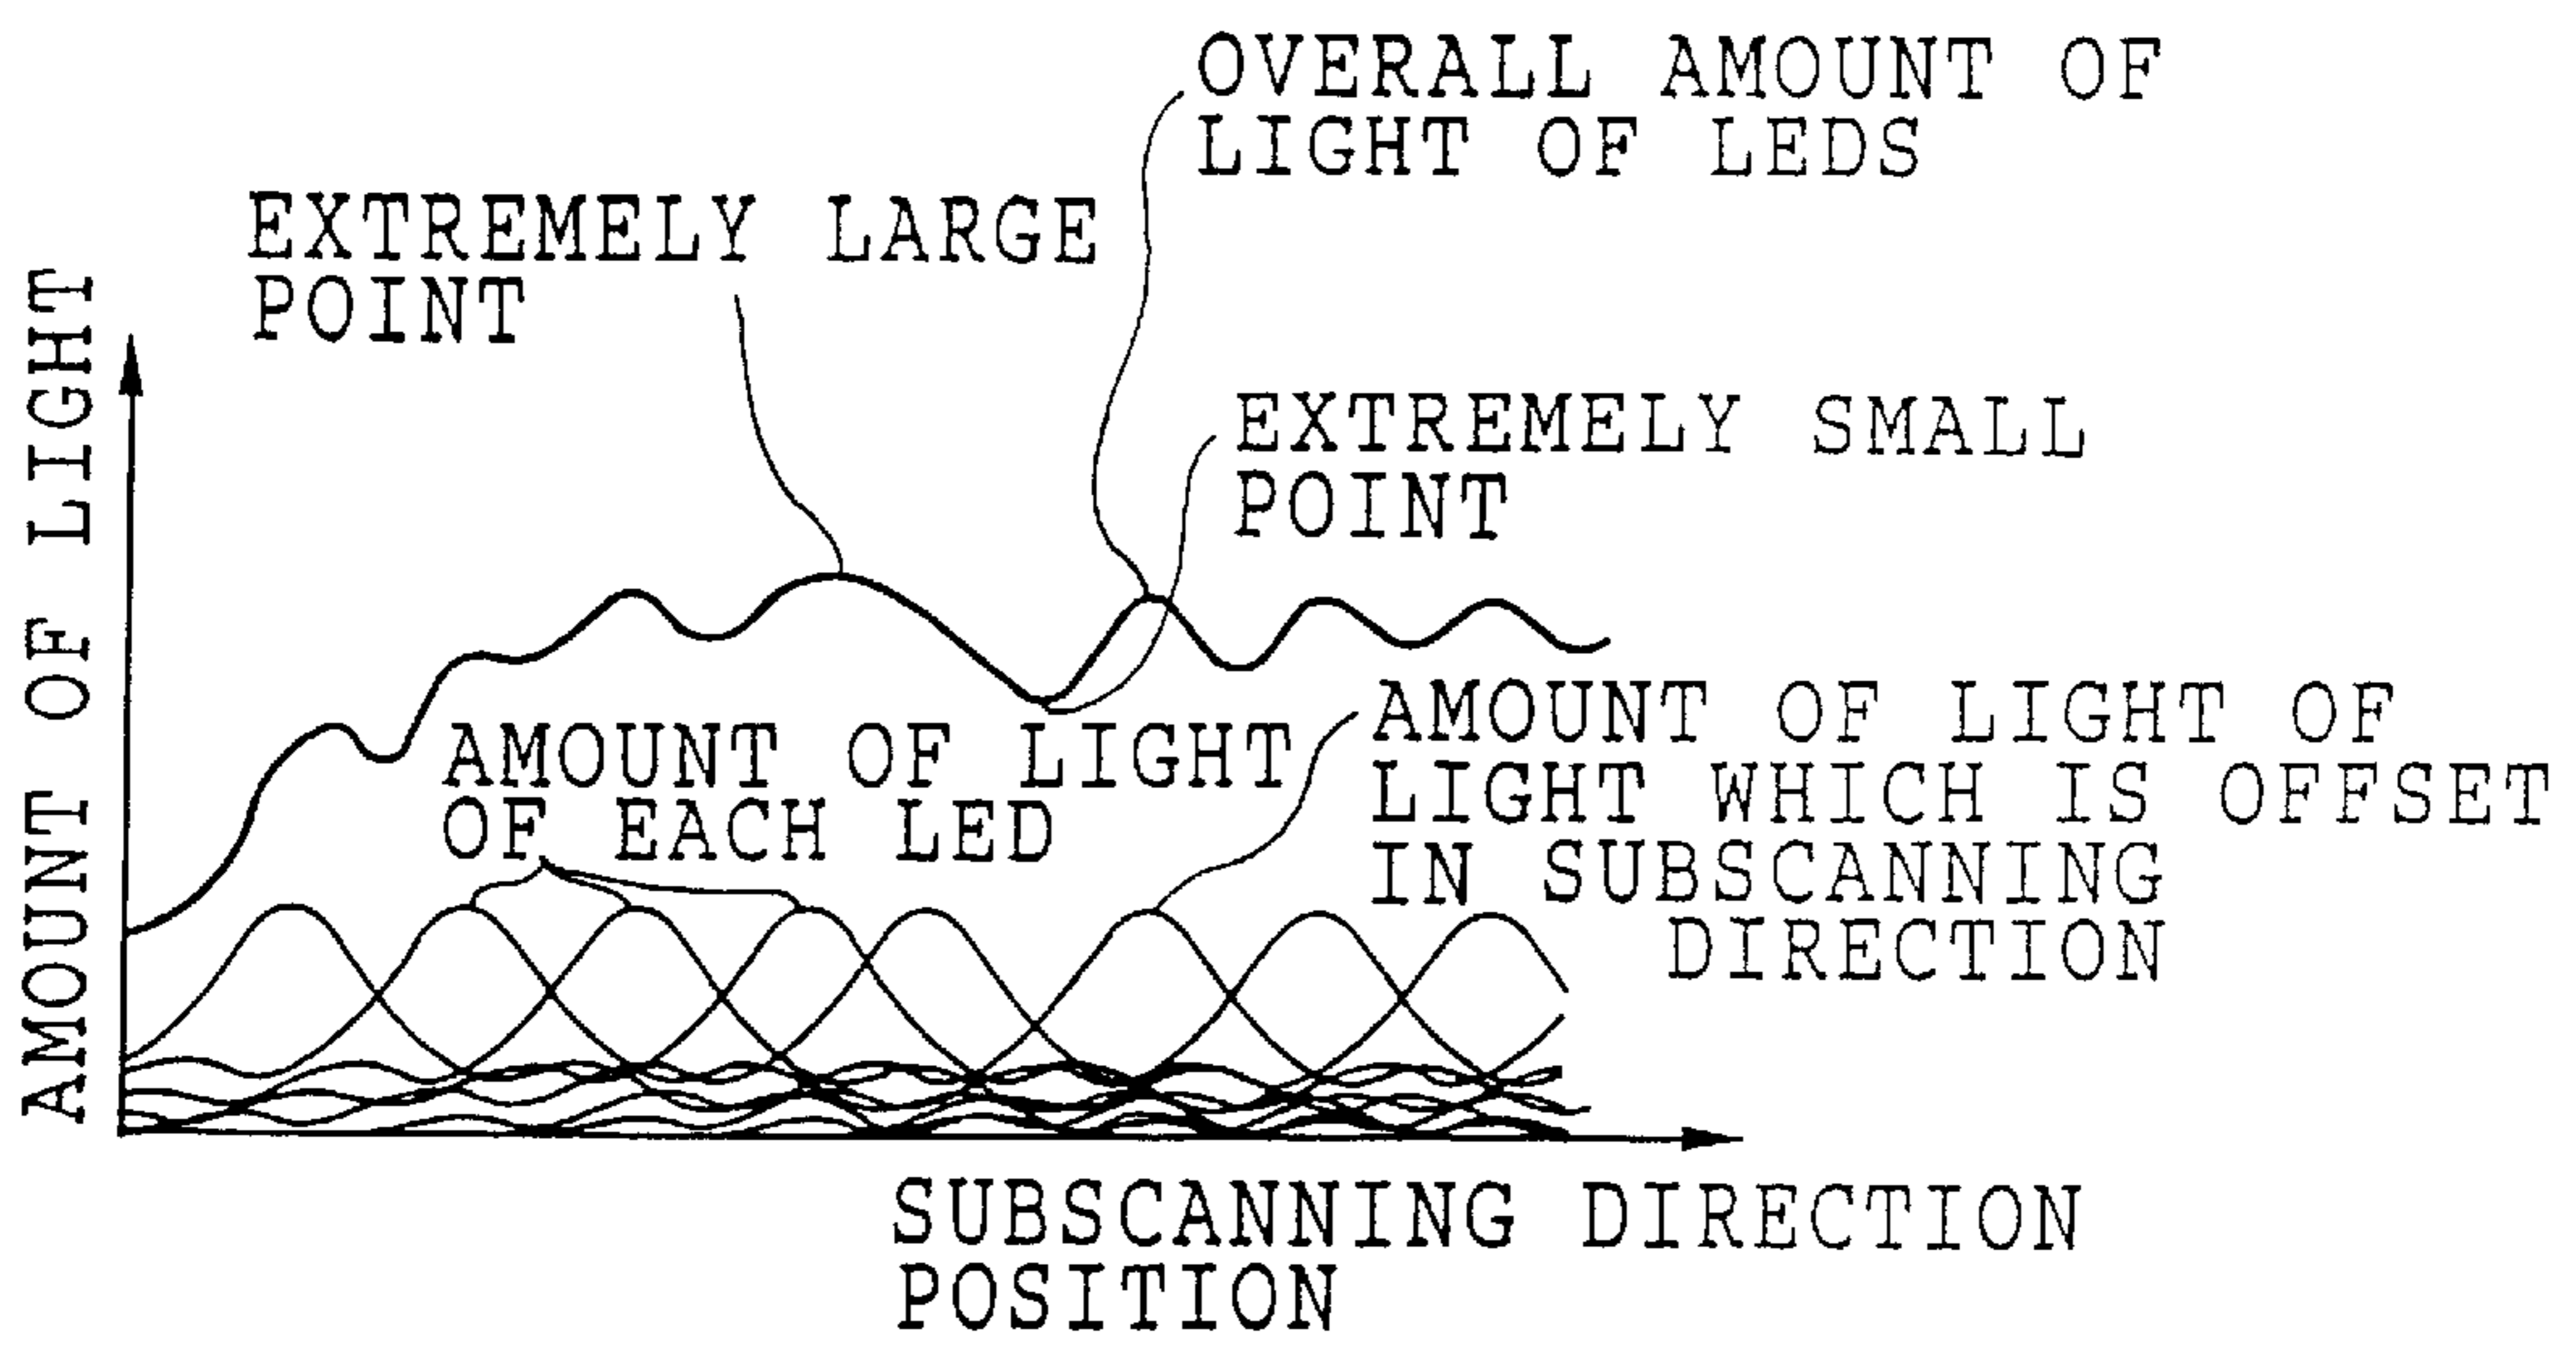 OVERALL AMOUNT OF
LIGHT OF LEDS
EXTREMELY LARGE
POINT
EXTREMELY SMALL
POINT
AMOUNT OF LIGHT
AMOUNT OF LIGHT
OF EACH LED
AMOUNT OF LIGHT OF
LIGHT WHICH IS OFFSET
IN SUBSCANNING
DIRECTION
SUBSCANNING DIRECTION
POSITION